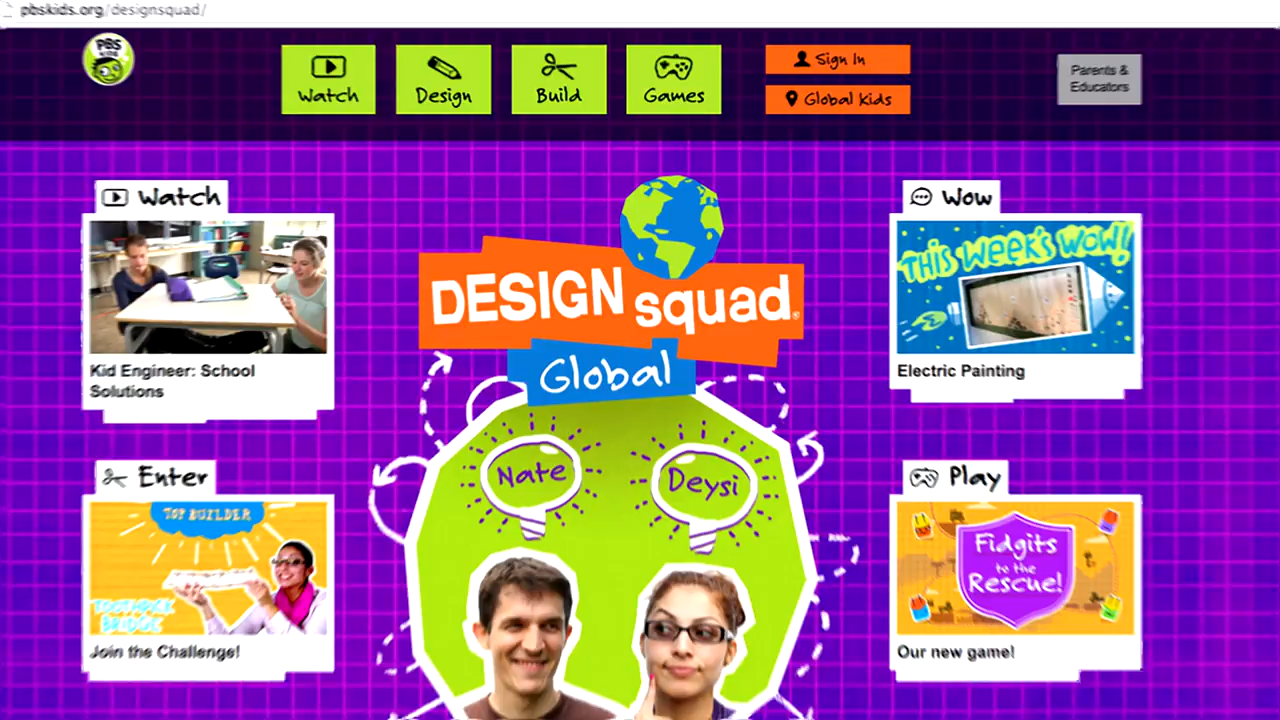 pbskids.org/designsquad/
PBS
KIDS
Watch
Design
Build
Games
Sign In
Global Kids
Parents &
Educators
Watch
Kid Engineer: School
Solutions
DESIGN squad®
Global
Wow
THIS WEEK'S WOW!
Electric Painting
Nate
Deysi
Enter
TOP BUILDER
TOOTHPICK
BRIDGE
Join the Challenge!
Play
Fidgits
to the
Rescue!
Our new game!